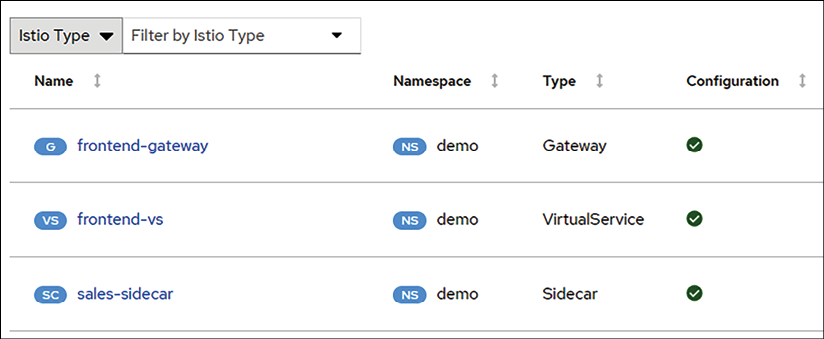 Istio Type Filter by Istio Type
Name Namespace Type Configuration
G frontend-gateway NS demo Gateway
VS frontend-vs NS demo VirtualService
SC sales-sidecar NS demo Sidecar